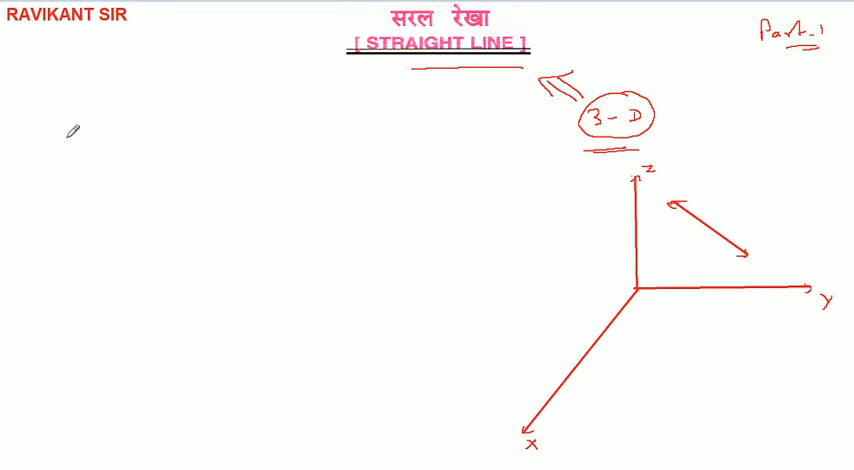 RAVIKANT SIR
सरल रेखा
[ STRAIGHT LINE ]
Part-1
3-D
Z
Y
X